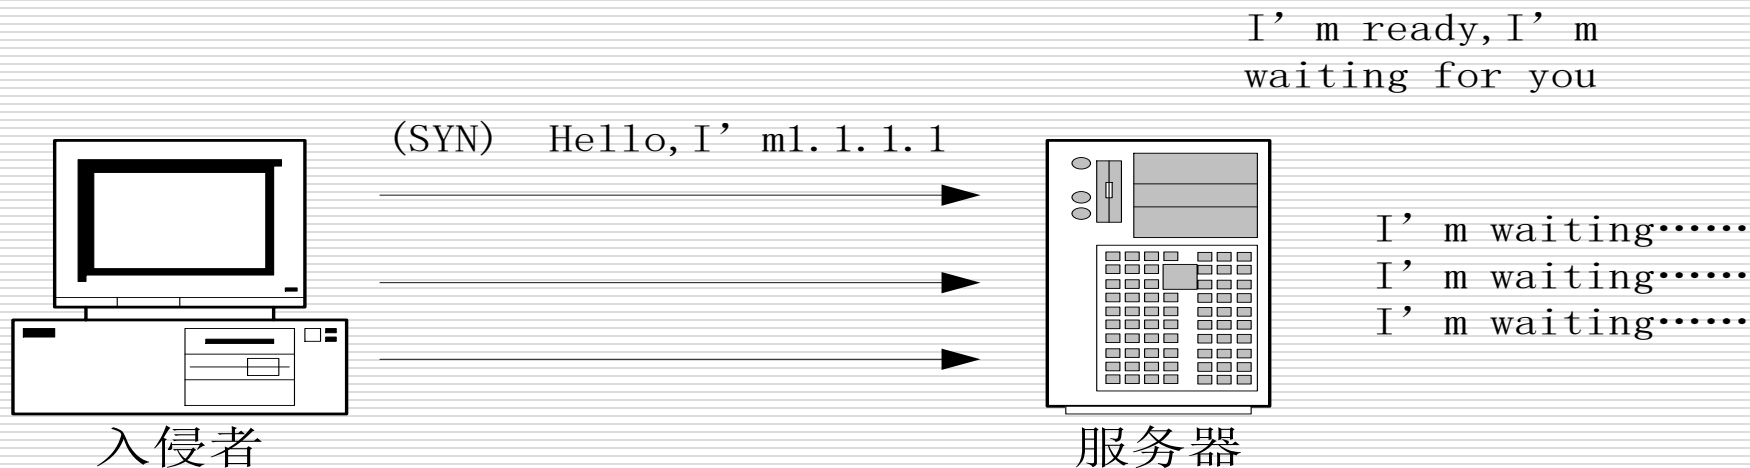 I’m ready,I’m
waiting for you
(SYN) Hello,I’m1.1.1.1
I’m waiting……
I’m waiting……
I’m waiting……
入侵者
服务器